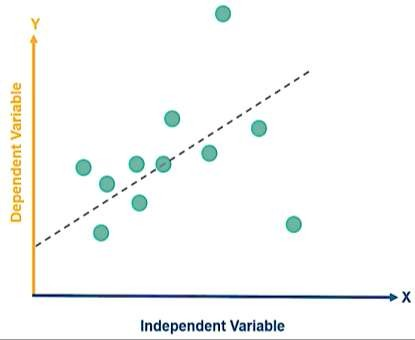 Y
Dependent Variable
X
Independent Variable